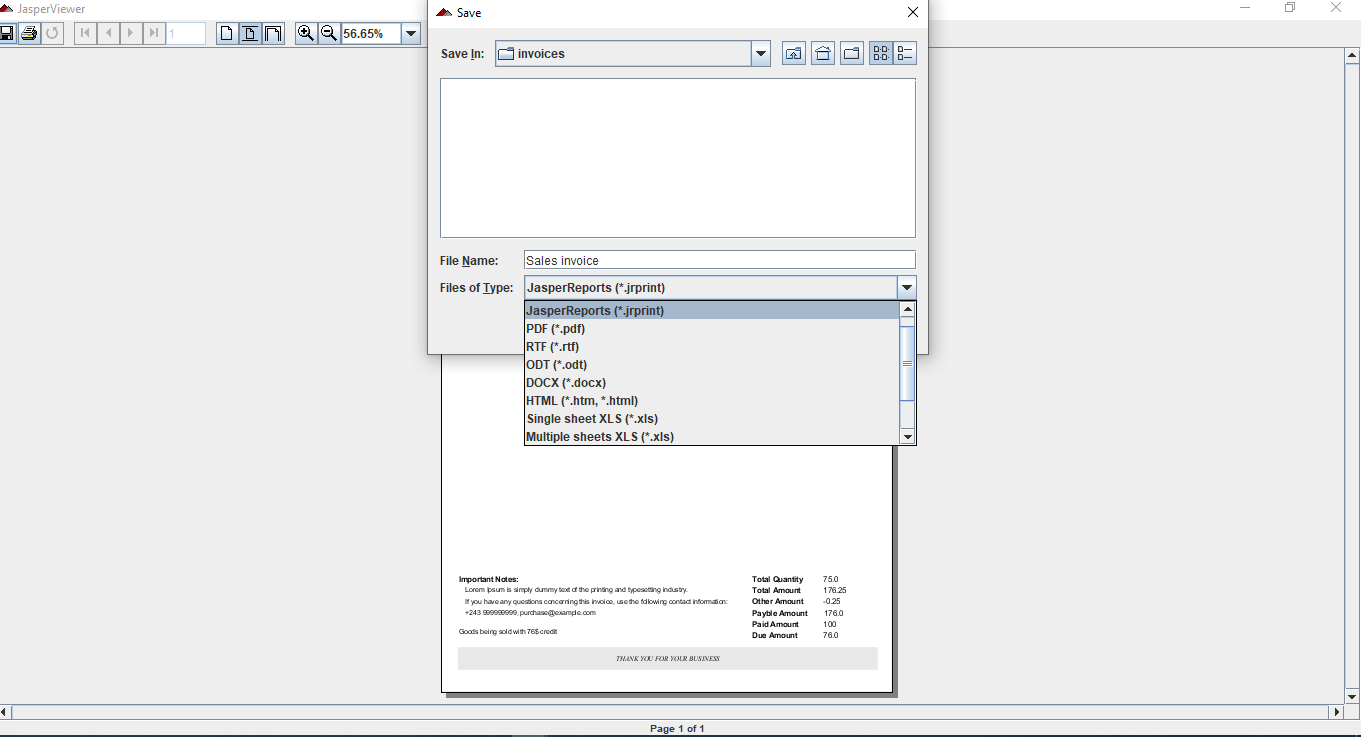 JasperViewer
Save
1
56.65%
Save In:
invoices
File Name:
Sales invoice
Files of Type:
JasperReports (*.jrprint)
JasperReports (*.jrprint)
PDF (*.pdf)
RTF (*.rtf)
ODT (*.odt)
DOCX (*.docx)
HTML (*.htm, *.html)
Single sheet XLS (*.xls)
Multiple sheets XLS (*.xls)
Important Notes:
Lorem Ipsum is simply dummy text of the printing and typesetting industry.
If you have any questions concerning this invoice, use the following contact information:
+243 999999999, purchase@example.com
Goods being sold with 76$ credit
Total Quantity 75.0
Total Amount 176.25
Other Amount -0.25
Payble Amount 176.0
Paid Amount 100
Due Amount 76.0
THANK YOU FOR YOUR BUSINESS
Page 1 of 1